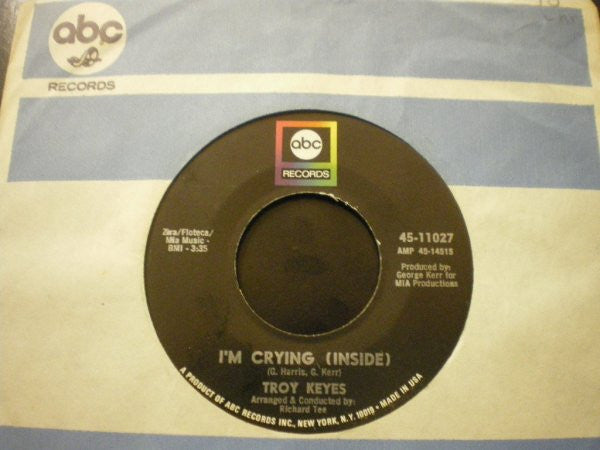 abc
RECORDS
abc
RECORDS
Zira/Floteca/
Mia Music -
BMI - 3:35
45-11027
AMP 45-14515
Produced by:
George Kerr for
MIA Productions
I'M CRYING (INSIDE)
(G. Harris, G. Kerr)
TROY KEYES
Arranged & Conducted by:
Richard Tee
A PRODUCT OF ABC RECORDS INC., NEW YORK, N.Y. 10019 • MADE IN USA